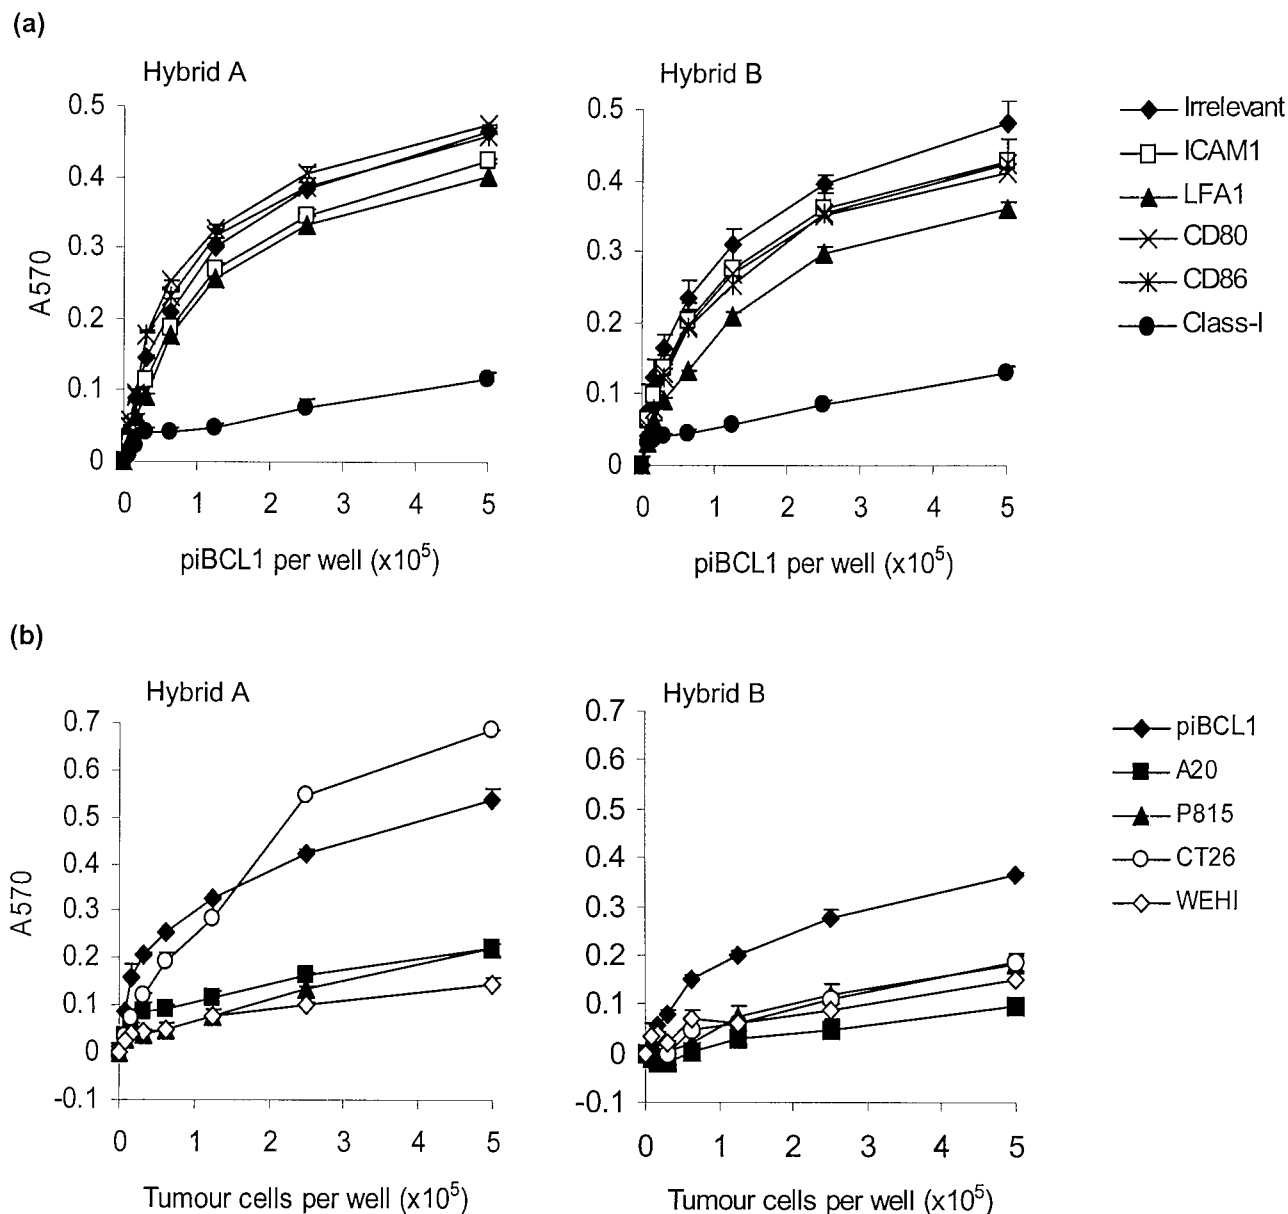 (a)
Hybrid A
Hybrid B
0.5
0.4
0.3
0.2
0.1
0
A570
0 1 2 3 4 5
piBCL1 per well (x10⁵)
0.5
0.4
0.3
0.2
0.1
0
0 1 2 3 4 5
piBCL1 per well (x10⁵)
Irrelevant
ICAM1
LFA1
CD80
CD86
Class-I
(b)
Hybrid A
Hybrid B
0.7
0.6
0.5
0.4
0.3
0.2
0.1
0
-0.1
A570
0 1 2 3 4 5
Tumour cells per well (x10⁵)
0.7
0.6
0.5
0.4
0.3
0.2
0.1
0
-0.1
0 1 2 3 4 5
Tumour cells per well (x10⁵)
piBCL1
A20
P815
CT26
WEHI